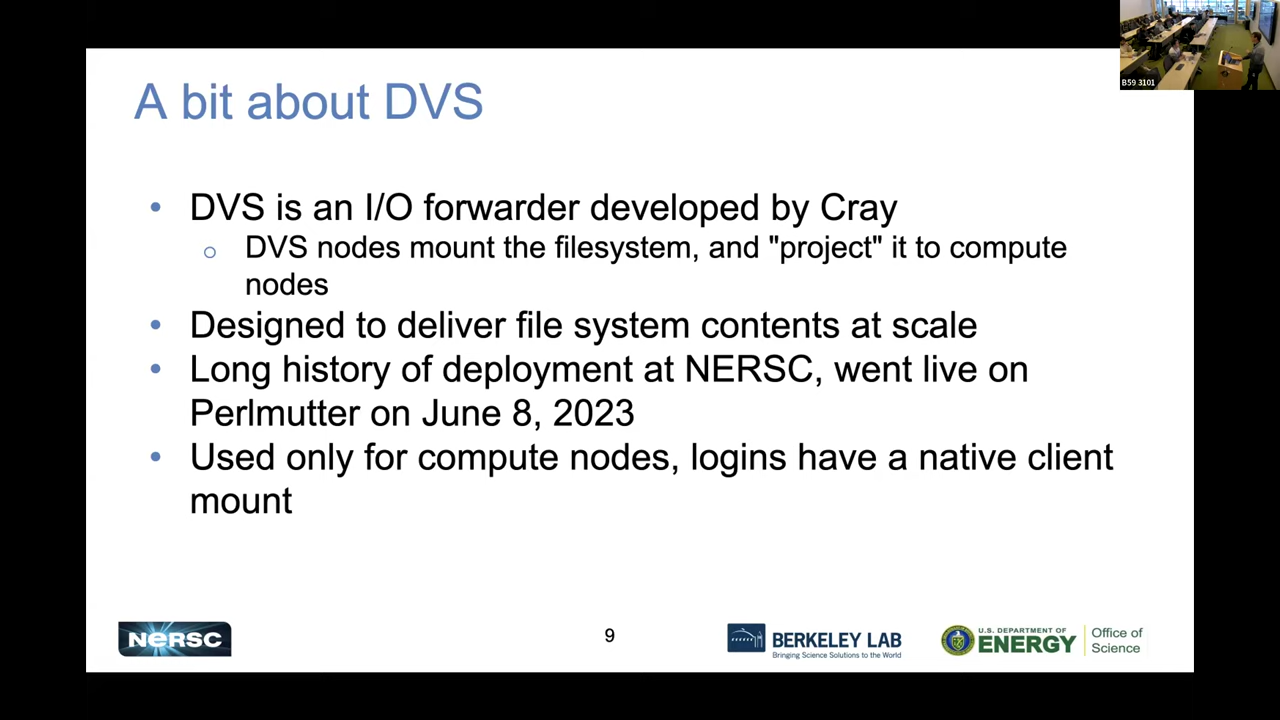 B59 3101
A bit about DVS
• DVS is an I/O forwarder developed by Cray
o DVS nodes mount the filesystem, and "project" it to compute
nodes
• Designed to deliver file system contents at scale
• Long history of deployment at NERSC, went live on
Perlmutter on June 8, 2023
• Used only for compute nodes, logins have a native client
mount
NERSC
9
BERKELEY LAB
Bringing Science Solutions to the World
U.S. DEPARTMENT OF
ENERGY
Office of
Science